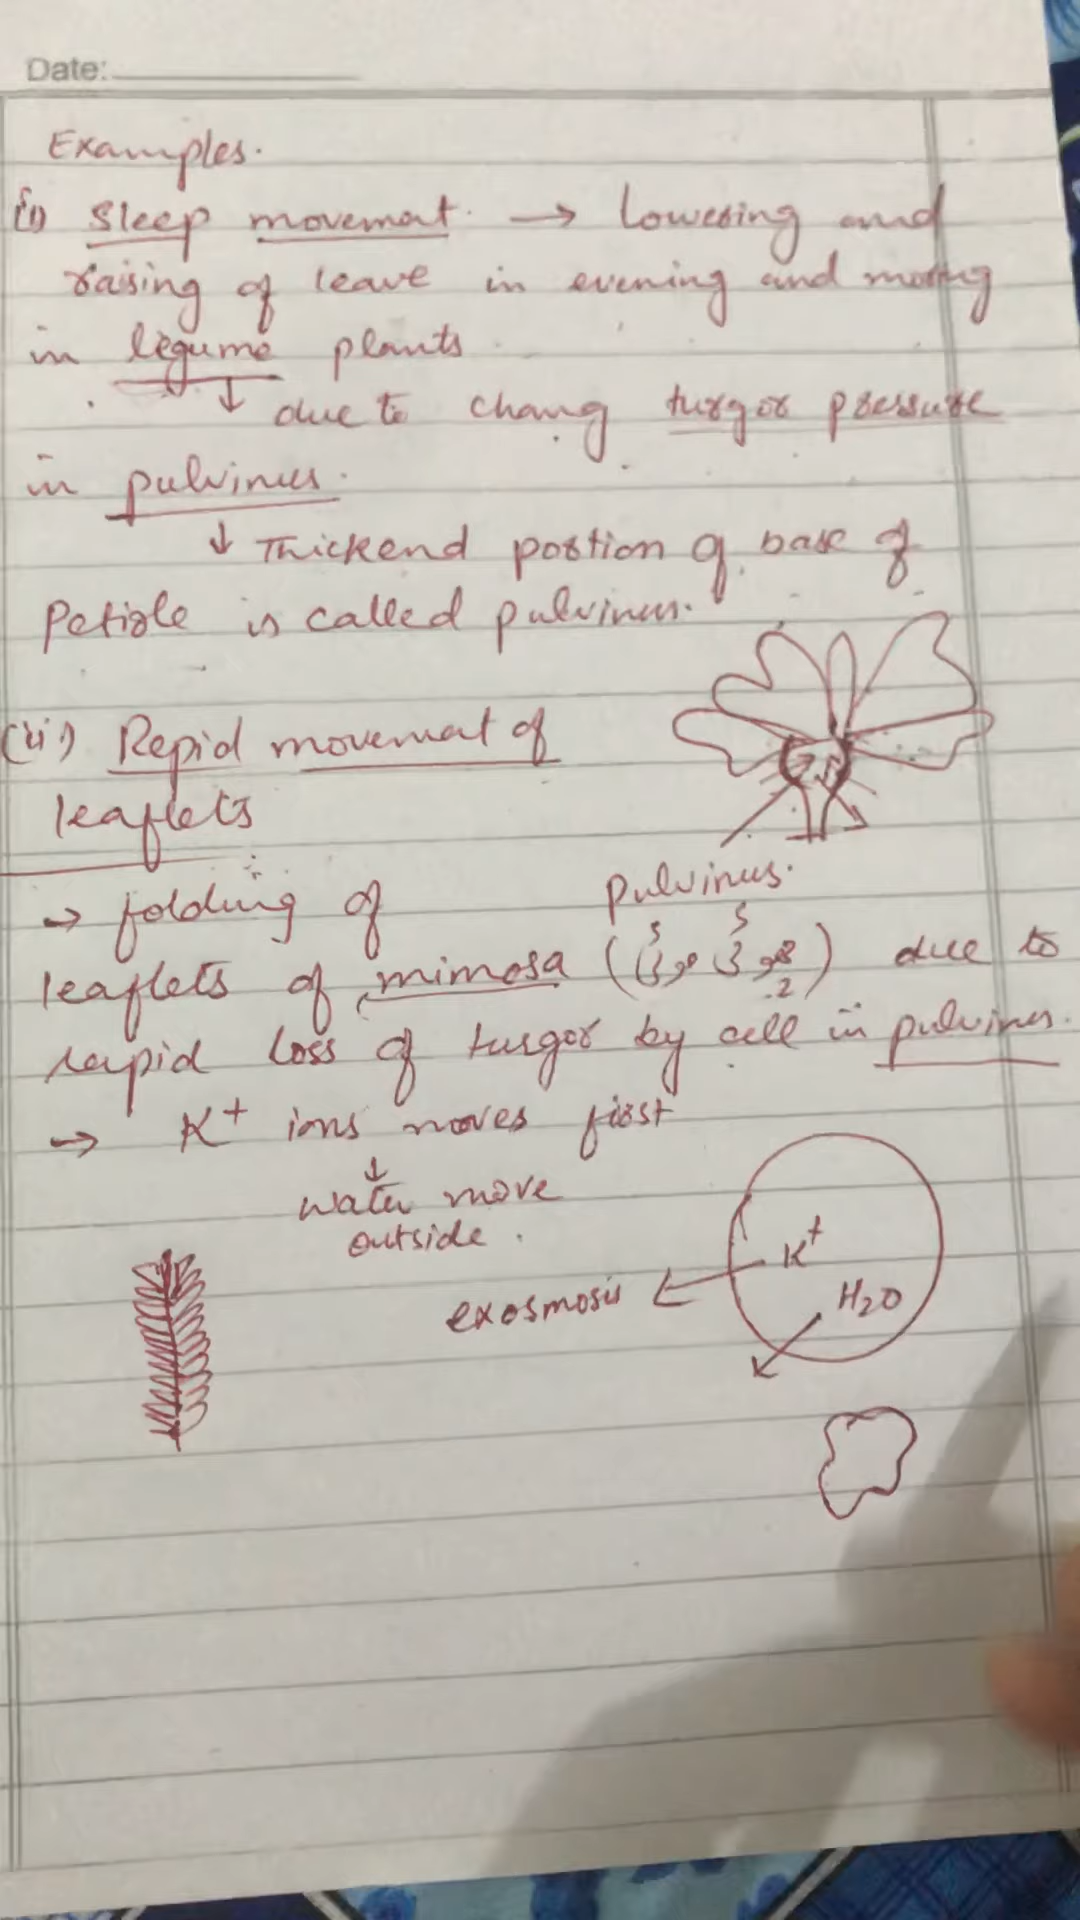 Date:
Examples.
(i) Sleep movemat. → Lowering and
raising of leave in evening and morning
in legume plants
↓ due to chang turgor pressure
in pulvinus.
↓ Thickend portion of base of
Petiole is called pulvinus.
(ii) Repid movemat of
leaflets
Pulvinus.
→ folding of
leaflets of mimosa ( ) due to
rapid loss of turgor by cell in pulvinus.
→ K+ ions moves first
↓
water move
outside.
K+
exosmosis
H2O